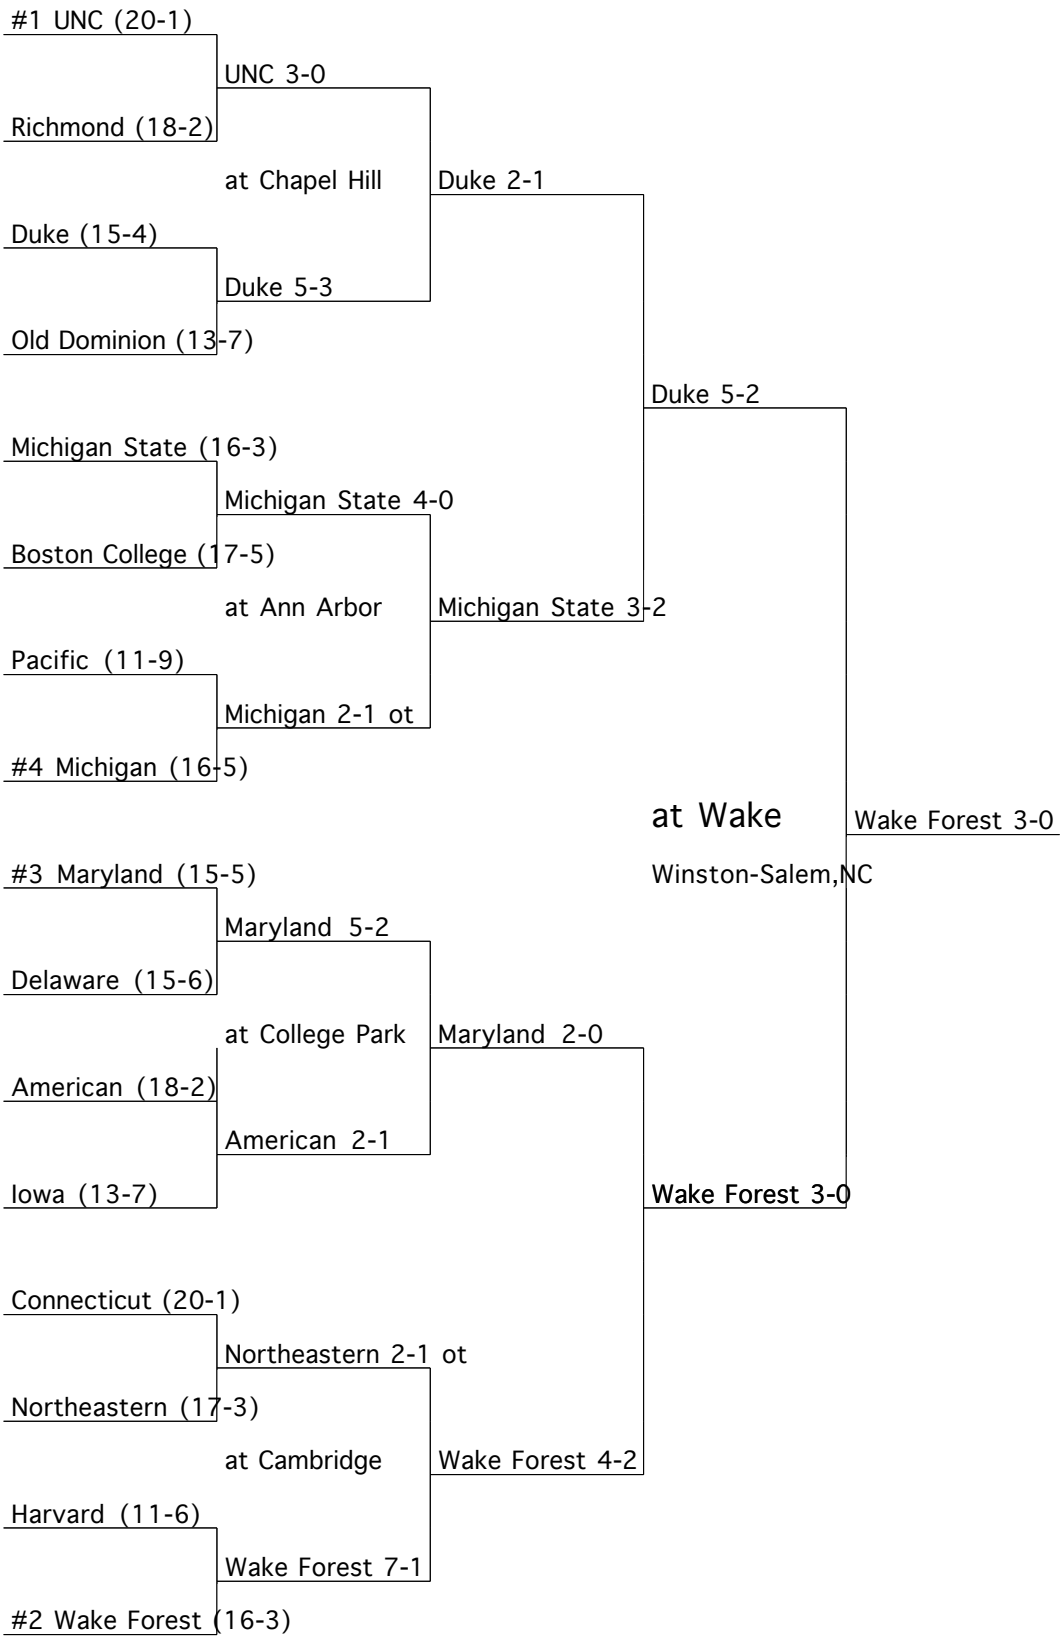 #1 UNC (20-1)
UNC 3-0
Richmond (18-2)
at Chapel Hill
Duke 2-1
Duke (15-4)
Duke 5-3
Old Dominion (13-7)
Duke 5-2
Michigan State (16-3)
Michigan State 4-0
Boston College (17-5)
at Ann Arbor
Michigan State 3-2
Pacific (11-9)
Michigan 2-1 ot
#4 Michigan (16-5)
at Wake
Wake Forest 3-0
Winston-Salem,NC
#3 Maryland (15-5)
Maryland 5-2
Delaware (15-6)
at College Park
Maryland 2-0
American (18-2)
American 2-1
Iowa (13-7)
Wake Forest 3-0
Connecticut (20-1)
Northeastern 2-1 ot
Northeastern (17-3)
at Cambridge
Wake Forest 4-2
Harvard (11-6)
Wake Forest 7-1
#2 Wake Forest (16-3)